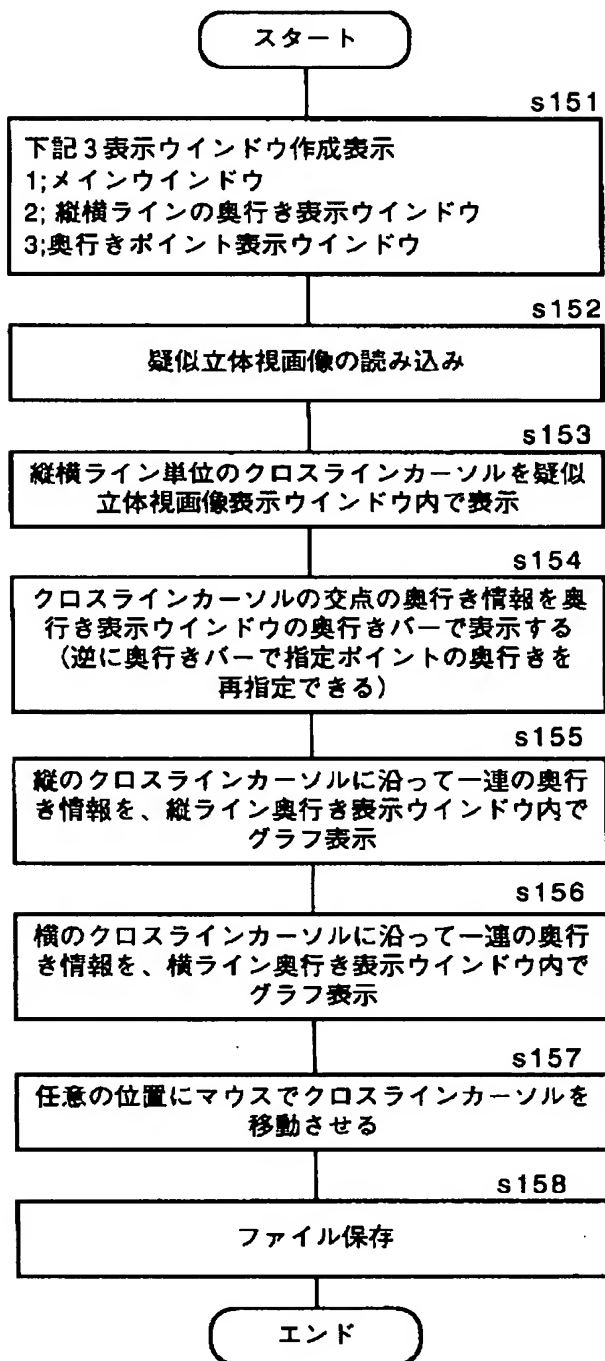 スタート
s151
下記3表示ウインドウ作成表示
1;メインウインドウ
2; 縦横ラインの奥行き表示ウインドウ
3;奥行きポイント表示ウインドウ
s152
疑似立体視画像の読み込み
s153
縦横ライン単位のクロスラインカーソルを疑似
立体視画像表示ウインドウ内で表示
s154
クロスラインカーソルの交点の奥行き情報を奥
行き表示ウインドウの奥行きバーで表示する
(逆に奥行きバーで指定ポイントの奥行きを
再指定できる)
s155
縦のクロスラインカーソルに沿って一連の奥行
き情報を、縦ライン奥行き表示ウインドウ内で
グラフ表示
s156
横のクロスラインカーソルに沿って一連の奥行
き情報を、横ライン奥行き表示ウインドウ内で
グラフ表示
s157
任意の位置にマウスでクロスラインカーソルを
移動させる
s158
ファイル保存
エンド